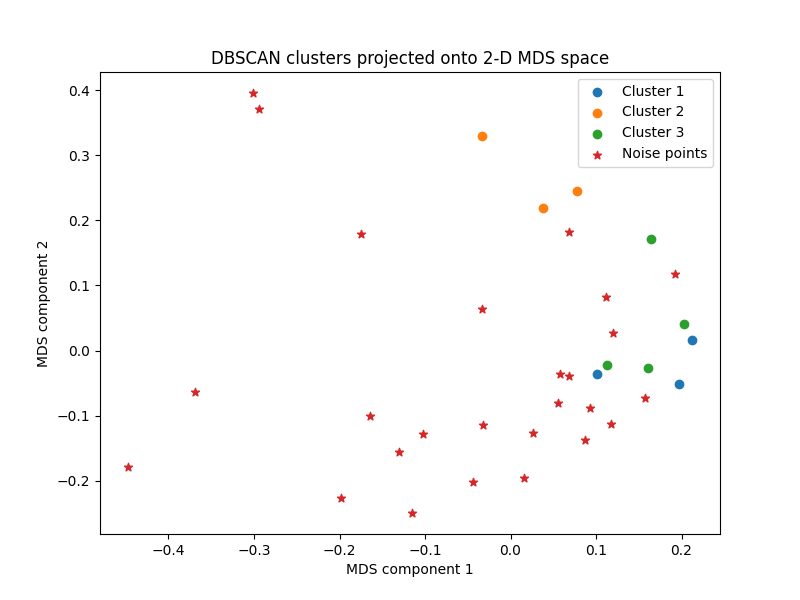 DBSCAN clusters projected onto 2-D MDS space
Cluster 1
Cluster 2
Cluster 3
Noise points
0.4
0.3
0.2
0.1
0.0
−0.1
−0.2
MDS component 2
−0.4
−0.3
−0.2
−0.1
0.0
0.1
0.2
MDS component 1